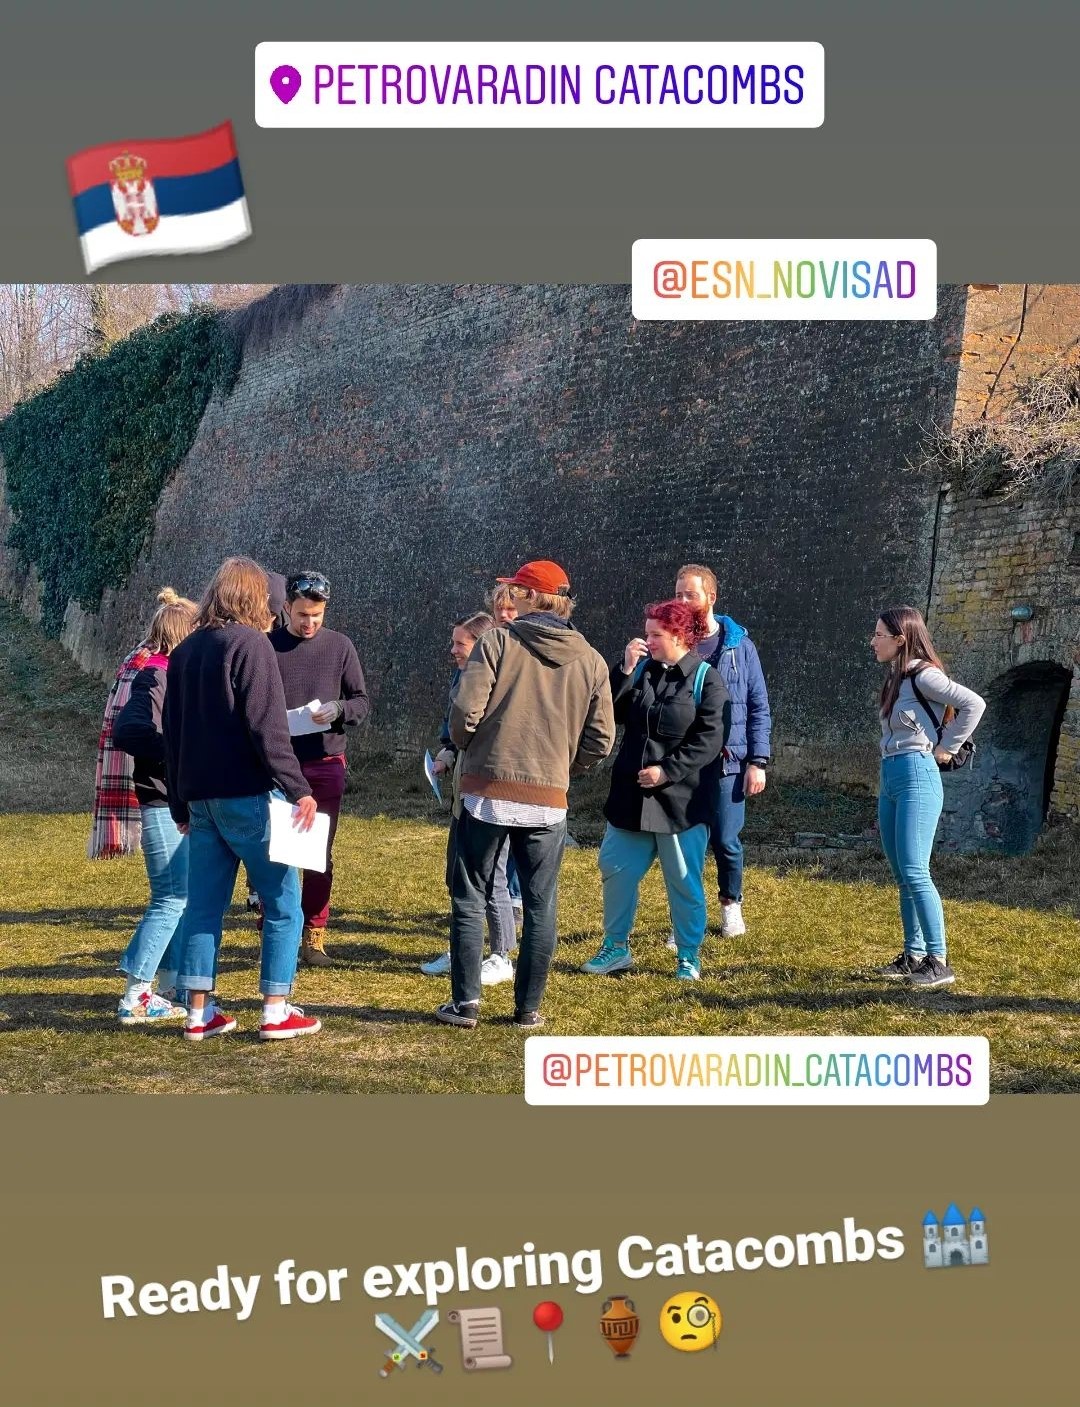 PETROVARADIN CATACOMBS
@ESN_NOVISAD
@PETROVARADIN_CATACOMBS
Ready for exploring Catacombs